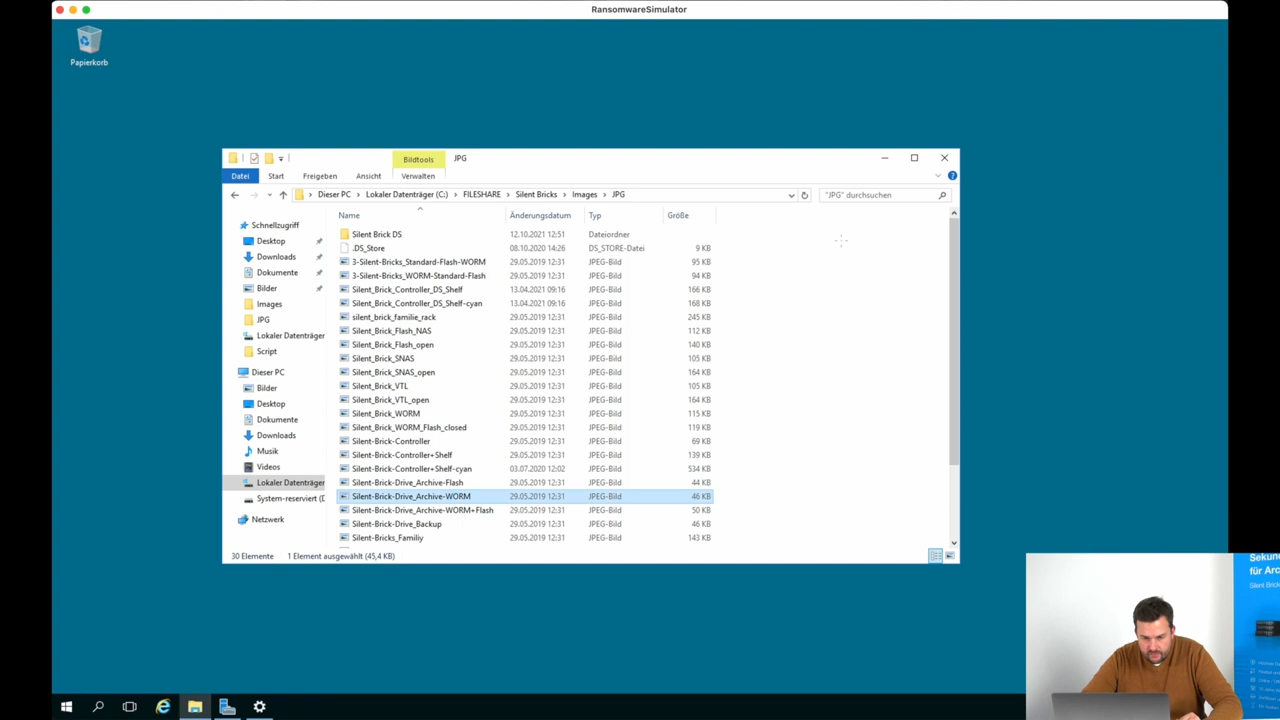 RansomwareSimulator
Papierkorb
Bildtools JPG
Datei Start Freigeben Ansicht Verwalten
Dieser PC Lokaler Datenträger (C:) FILESHARE Silent Bricks Images JPG "JPG" durchsuchen
Name Änderungsdatum Typ Größe
Schnellzugriff
Desktop
Downloads
Dokumente
Bilder
Images
JPG
Lokaler Datenträger
Script
Dieser PC
Bilder
Desktop
Dokumente
Downloads
Musik
Videos
Lokaler Datenträger
System-reserviert (D
Netzwerk
Silent Brick DS 12.10.2021 12:51 Dateiordner
.DS_Store 08.10.2020 14:26 DS_STORE-Datei 9 KB
3-Silent-Bricks_Standard-Flash-WORM 29.05.2019 12:31 JPEG-Bild 95 KB
3-Silent-Bricks_WORM-Standard-Flash 29.05.2019 12:31 JPEG-Bild 94 KB
Silent_Brick_Controller_DS_Shelf 13.04.2021 09:16 JPEG-Bild 166 KB
Silent_Brick_Controller_DS_Shelf-cyan 13.04.2021 09:16 JPEG-Bild 168 KB
silent_brick_familie_rack 29.05.2019 12:31 JPEG-Bild 245 KB
Silent_Brick_Flash_NAS 29.05.2019 12:31 JPEG-Bild 112 KB
Silent_Brick_Flash_open 29.05.2019 12:31 JPEG-Bild 140 KB
Silent_Brick_SNAS 29.05.2019 12:31 JPEG-Bild 105 KB
Silent_Brick_SNAS_open 29.05.2019 12:31 JPEG-Bild 164 KB
Silent_Brick_VTL 29.05.2019 12:31 JPEG-Bild 105 KB
Silent_Brick_VTL_open 29.05.2019 12:31 JPEG-Bild 164 KB
Silent_Brick_WORM 29.05.2019 12:31 JPEG-Bild 115 KB
Silent_Brick_WORM_Flash_closed 29.05.2019 12:31 JPEG-Bild 119 KB
Silent-Brick-Controller 29.05.2019 12:31 JPEG-Bild 69 KB
Silent-Brick-Controller+Shelf 29.05.2019 12:31 JPEG-Bild 139 KB
Silent-Brick-Controller+Shelf-cyan 03.07.2020 12:02 JPEG-Bild 534 KB
Silent-Brick-Drive_Archive-Flash 29.05.2019 12:31 JPEG-Bild 44 KB
Silent-Brick-Drive_Archive-WORM 29.05.2019 12:31 JPEG-Bild 46 KB
Silent-Brick-Drive_Archive-WORM+Flash 29.05.2019 12:31 JPEG-Bild 50 KB
Silent-Brick-Drive_Backup 29.05.2019 12:31 JPEG-Bild 46 KB
Silent-Bricks_Familiy 29.05.2019 12:31 JPEG-Bild 143 KB
30 Elemente 1 Element ausgewählt (45,4 KB)
Sekun
für Arc
Silent Brick